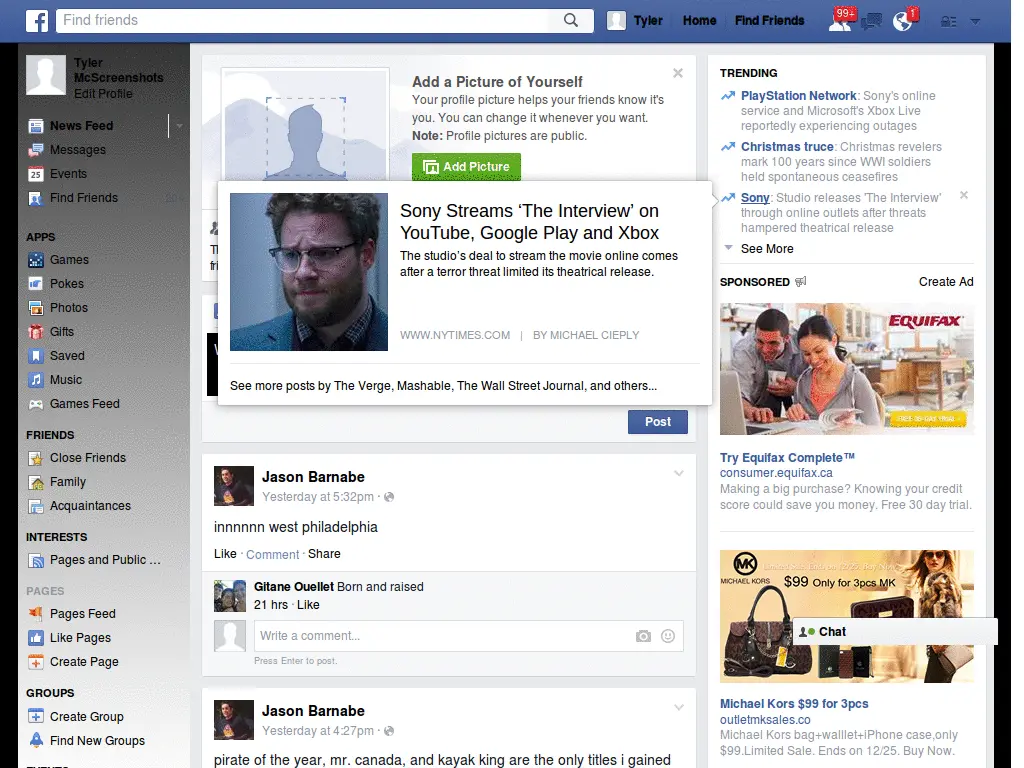 Find friends
Tyler
Home
Find Friends
99+
1
Tyler
McScreenshots
Edit Profile
News Feed
Messages
25
Events
Find Friends
APPS
Games
Pokes
Photos
Gifts
Saved
Music
Games Feed
FRIENDS
Close Friends
Family
Acquaintances
INTERESTS
Pages and Public ...
PAGES
Pages Feed
Like Pages
Create Page
GROUPS
Create Group
Find New Groups
Add a Picture of Yourself
Your profile picture helps your friends know it's
you. You can change it whenever you want.
Note: Profile pictures are public.
Add Picture
Sony Streams ‘The Interview’ on
YouTube, Google Play and Xbox
The studio’s deal to stream the movie online comes
after a terror threat limited its theatrical release.
WWW.NYTIMES.COM | BY MICHAEL CIEPLY
See more posts by The Verge, Mashable, The Wall Street Journal, and others...
Post
Jason Barnabe
Yesterday at 5:32pm ·
innnnnn west philadelphia
Like · Comment · Share
Gitane Ouellet Born and raised
21 hrs · Like
Write a comment...
Press Enter to post.
Jason Barnabe
Yesterday at 4:27pm ·
pirate of the year, mr. canada, and kayak king are the only titles i gained
TRENDING
PlayStation Network: Sony's online
service and Microsoft's Xbox Live
reportedly experiencing outages
Christmas truce: Christmas revelers
mark 100 years since WWI soldiers
held spontaneous ceasefires
Sony: Studio releases 'The Interview'
through online outlets after threats
hampered theatrical release
See More
SPONSORED
Create Ad
EQUIFAX
FREE 30-DAY TRIAL
Try Equifax Complete™
consumer.equifax.ca
Making a big purchase? Knowing your credit
score could save you money. Free 30 day trial.
MK
Limited Sale. Ends on 12/25. Buy Now.
MICHAEL KORS
$99 Only for 3pcs MK
Chat
Michael Kors $99 for 3pcs
outletmksales.co
Michael Kors bag+walllet+iPhone case,only
$99.Limited Sale. Ends on 12/25. Buy Now.